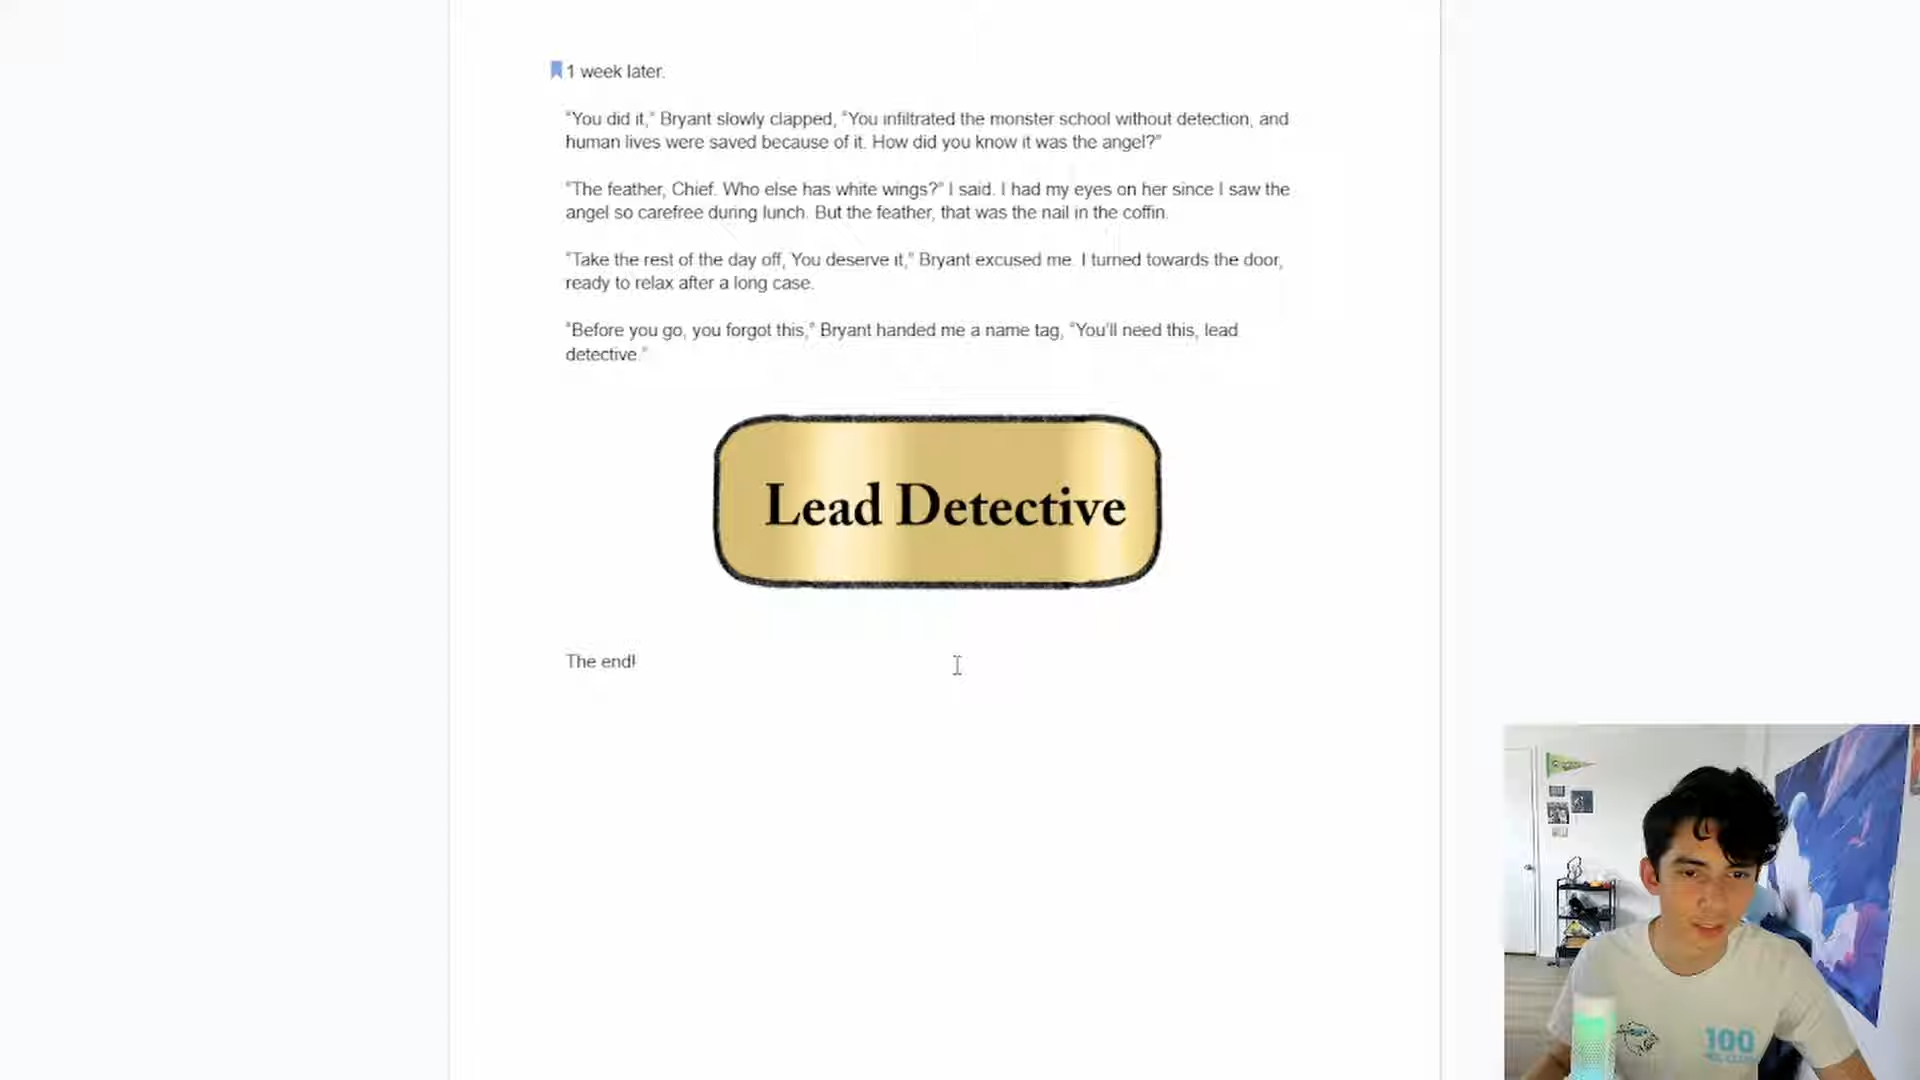 1 week later.
"You did it," Bryant slowly clapped, "You infiltrated the monster school without detection, and
human lives were saved because of it. How did you know it was the angel?"
"The feather, Chief. Who else has white wings?" I said. I had my eyes on her since I saw the
angel so carefree during lunch. But the feather, that was the nail in the coffin.
"Take the rest of the day off, You deserve it," Bryant excused me. I turned towards the door,
ready to relax after a long case.
"Before you go, you forgot this," Bryant handed me a name tag, "You'll need this, lead
detective."
Lead Detective
The end!
100